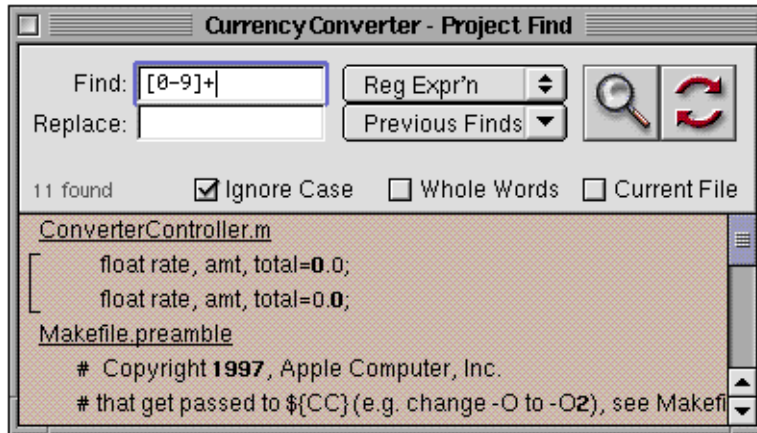 CurrencyConverter - Project Find
Find: [0-9]+ Reg Expr'n
Replace: Previous Finds
11 found Ignore Case Whole Words Current File
ConverterController.m
float rate, amt, total=0.0;
float rate, amt, total=0.0;
Makefile.preamble
# Copyright 1997, Apple Computer, Inc.
# that get passed to ${CC} (e.g. change -O to -O2), see Makefi